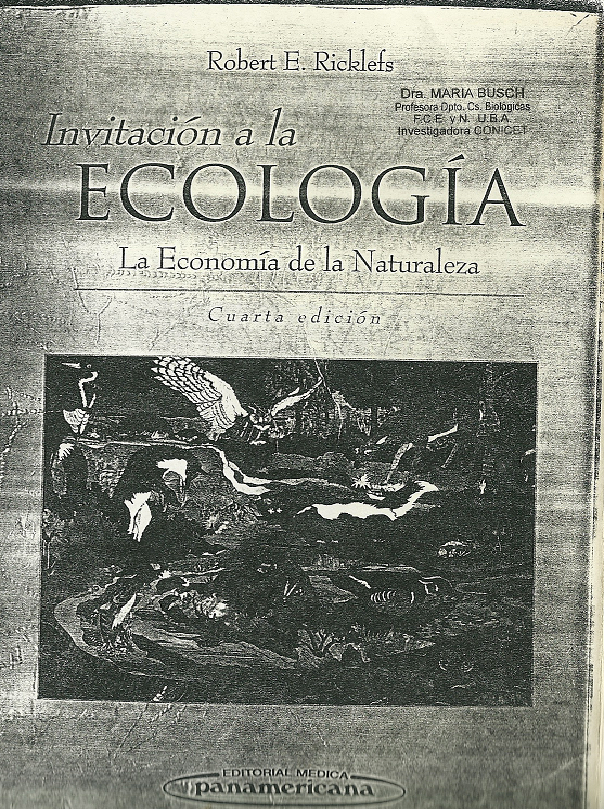 Robert E. Ricklefs
Dra. MARIA BUSCH
Profesora Dpto. Cs. Biológicas
F.C.E. y N. U.B.A.
Investigadora CONICET
Invitación a la
ECOLOGÍA
La Economía de la Naturaleza
Cuarta edición
EDITORIAL MEDICA
panamericana